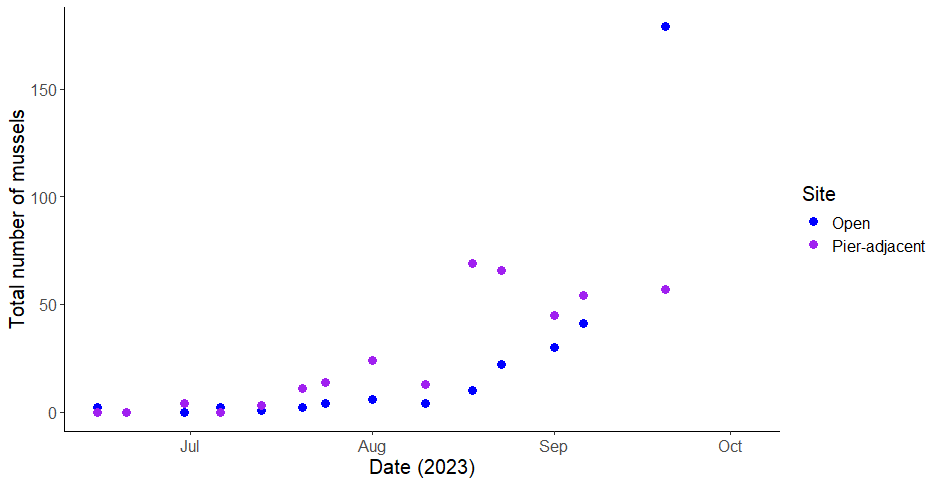 Total number of mussels
150
100
50
0
Jul
Aug
Sep
Oct
Date (2023)
Site
Open
Pier-adjacent